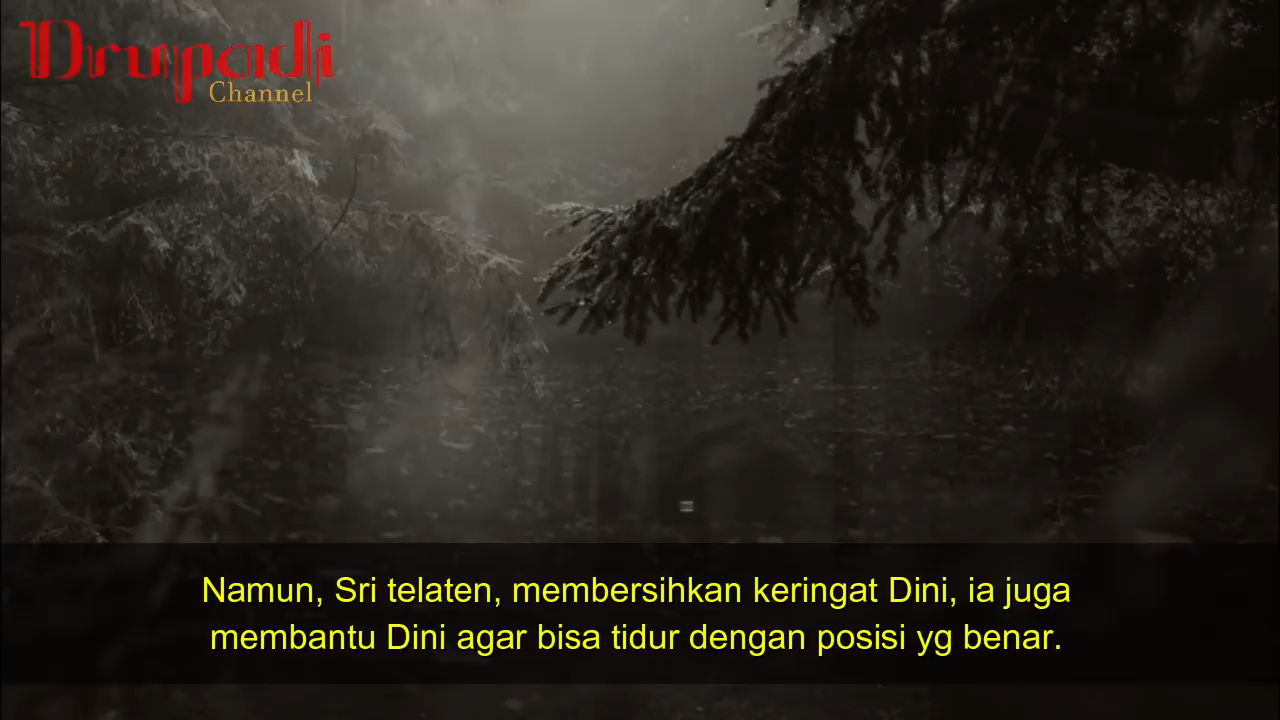 Drupadi
Channel
Namun, Sri telaten, membersihkan keringat Dini, ia juga
membantu Dini agar bisa tidur dengan posisi yg benar.